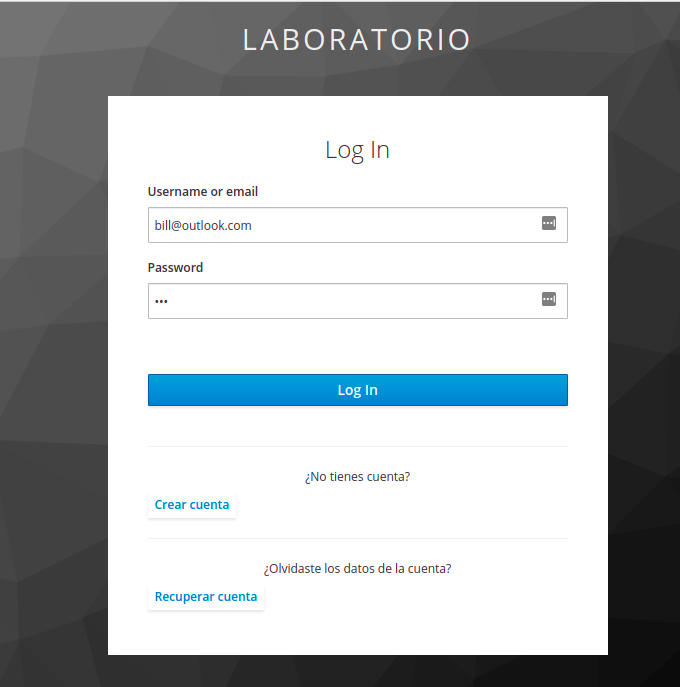 LABORATORIO
Log In
Username or email
bill@outlook.com
Password
•••
Log In
¿No tienes cuenta?
Crear cuenta
¿Olvidaste los datos de la cuenta?
Recuperar cuenta